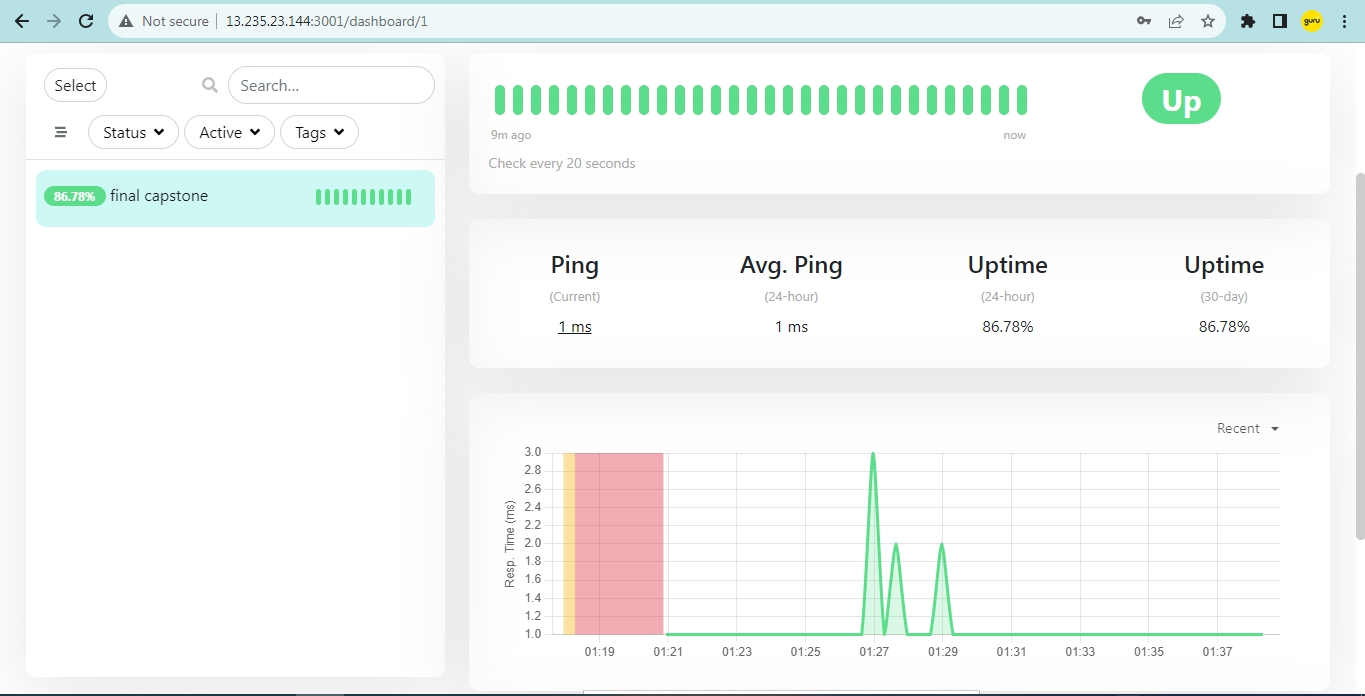 Not secure 13.235.23.144:3001/dashboard/1 guru
Select Search...
Status Active Tags
86.78% final capstone
Up
9m ago now
Check every 20 seconds
Ping Avg. Ping Uptime Uptime
(Current) (24-hour) (24-hour) (30-day)
1 ms 1 ms 86.78% 86.78%
Recent
Resp. Time (ms)
3.0
2.8
2.6
2.4
2.2
2.0
1.8
1.6
1.4
1.2
1.0
01:19 01:21 01:23 01:25 01:27 01:29 01:31 01:33 01:35 01:37